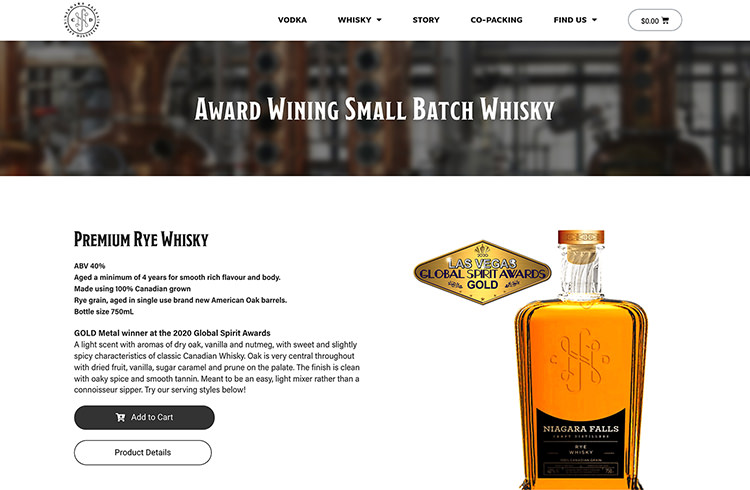 VODKA
WHISKY
STORY
CO-PACKING
FIND US
$0.00
Award Wining Small Batch Whisky
Premium Rye Whisky
ABV 40%
Aged a minimum of 4 years for smooth rich flavour and body.
Made using 100% Canadian grown
Rye grain, aged in single use brand new American Oak barrels.
Bottle size 750mL
GOLD Metal winner at the 2020 Global Spirit Awards
A light scent with aromas of dry oak, vanilla and nutmeg, with sweet and slightly
spicy characteristics of classic Canadian Whisky. Oak is very central throughout
with dried fruit, vanilla, sugar caramel and prune on the palate. The finish is
clean with oaky spice and smooth tannin. Meant to be an easy, light mixer rather than a
connoisseur sipper. Try our serving styles below!
Add to Cart
Product Details
2020
LAS VEGAS
GLOBAL SPIRIT AWARDS
GOLD
NIAGARA FALLS
CRAFT DISTILLERS
RYE
WHISKY